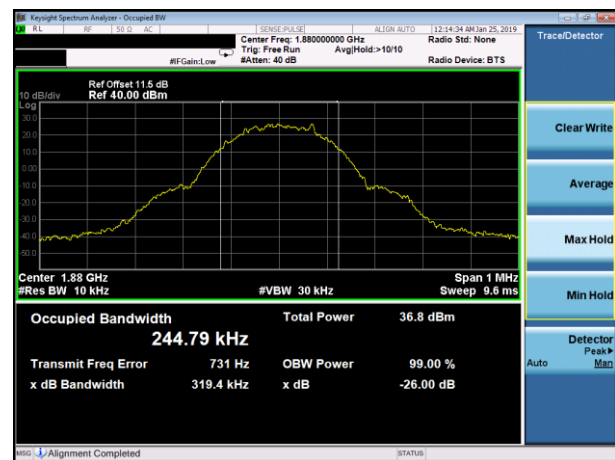 Keysight Spectrum Analyzer - Occupied BW
RL RF 50 Ω AC SENSE:PULSE ALIGN AUTO 12:14:34 AM Jan 25, 2019
Center Freq: 1.880000000 GHz Radio Std: None
Trig: Free Run Avg|Hold:>10/10
#IFGain:Low #Atten: 40 dB Radio Device: BTS
Trace/Detector
Ref Offset 11.5 dB
10 dB/div Ref 40.00 dBm
Log
30.0
20.0
10.0
0.00
10.0
20.0
30.0
40.0
50.0
Center 1.88 GHz Span 1 MHz
#Res BW 10 kHz #VBW 30 kHz Sweep 9.6 ms
Occupied Bandwidth Total Power 36.8 dBm
244.79 kHz
Transmit Freq Error 731 Hz OBW Power 99.00 %
x dB Bandwidth 319.4 kHz x dB -26.00 dB
Clear Write
Average
Max Hold
Min Hold
Detector
Peak▶
Auto Man
MSG Alignment Completed STATUS